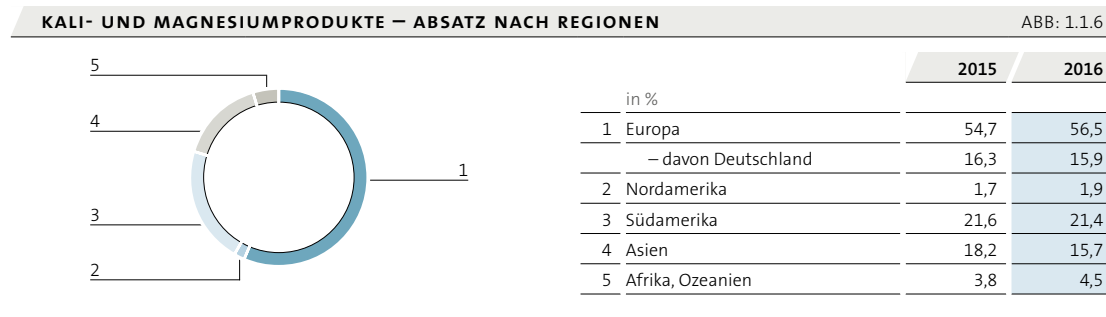 KALI- UND MAGNESIUMPRODUKTE — ABSATZ NACH REGIONEN ABB: 1.1.6
5
4
1
3
2
2015 2016
in %
1 Europa 54,7 56,5
– davon Deutschland 16,3 15,9
2 Nordamerika 1,7 1,9
3 Südamerika 21,6 21,4
4 Asien 18,2 15,7
5 Afrika, Ozeanien 3,8 4,5